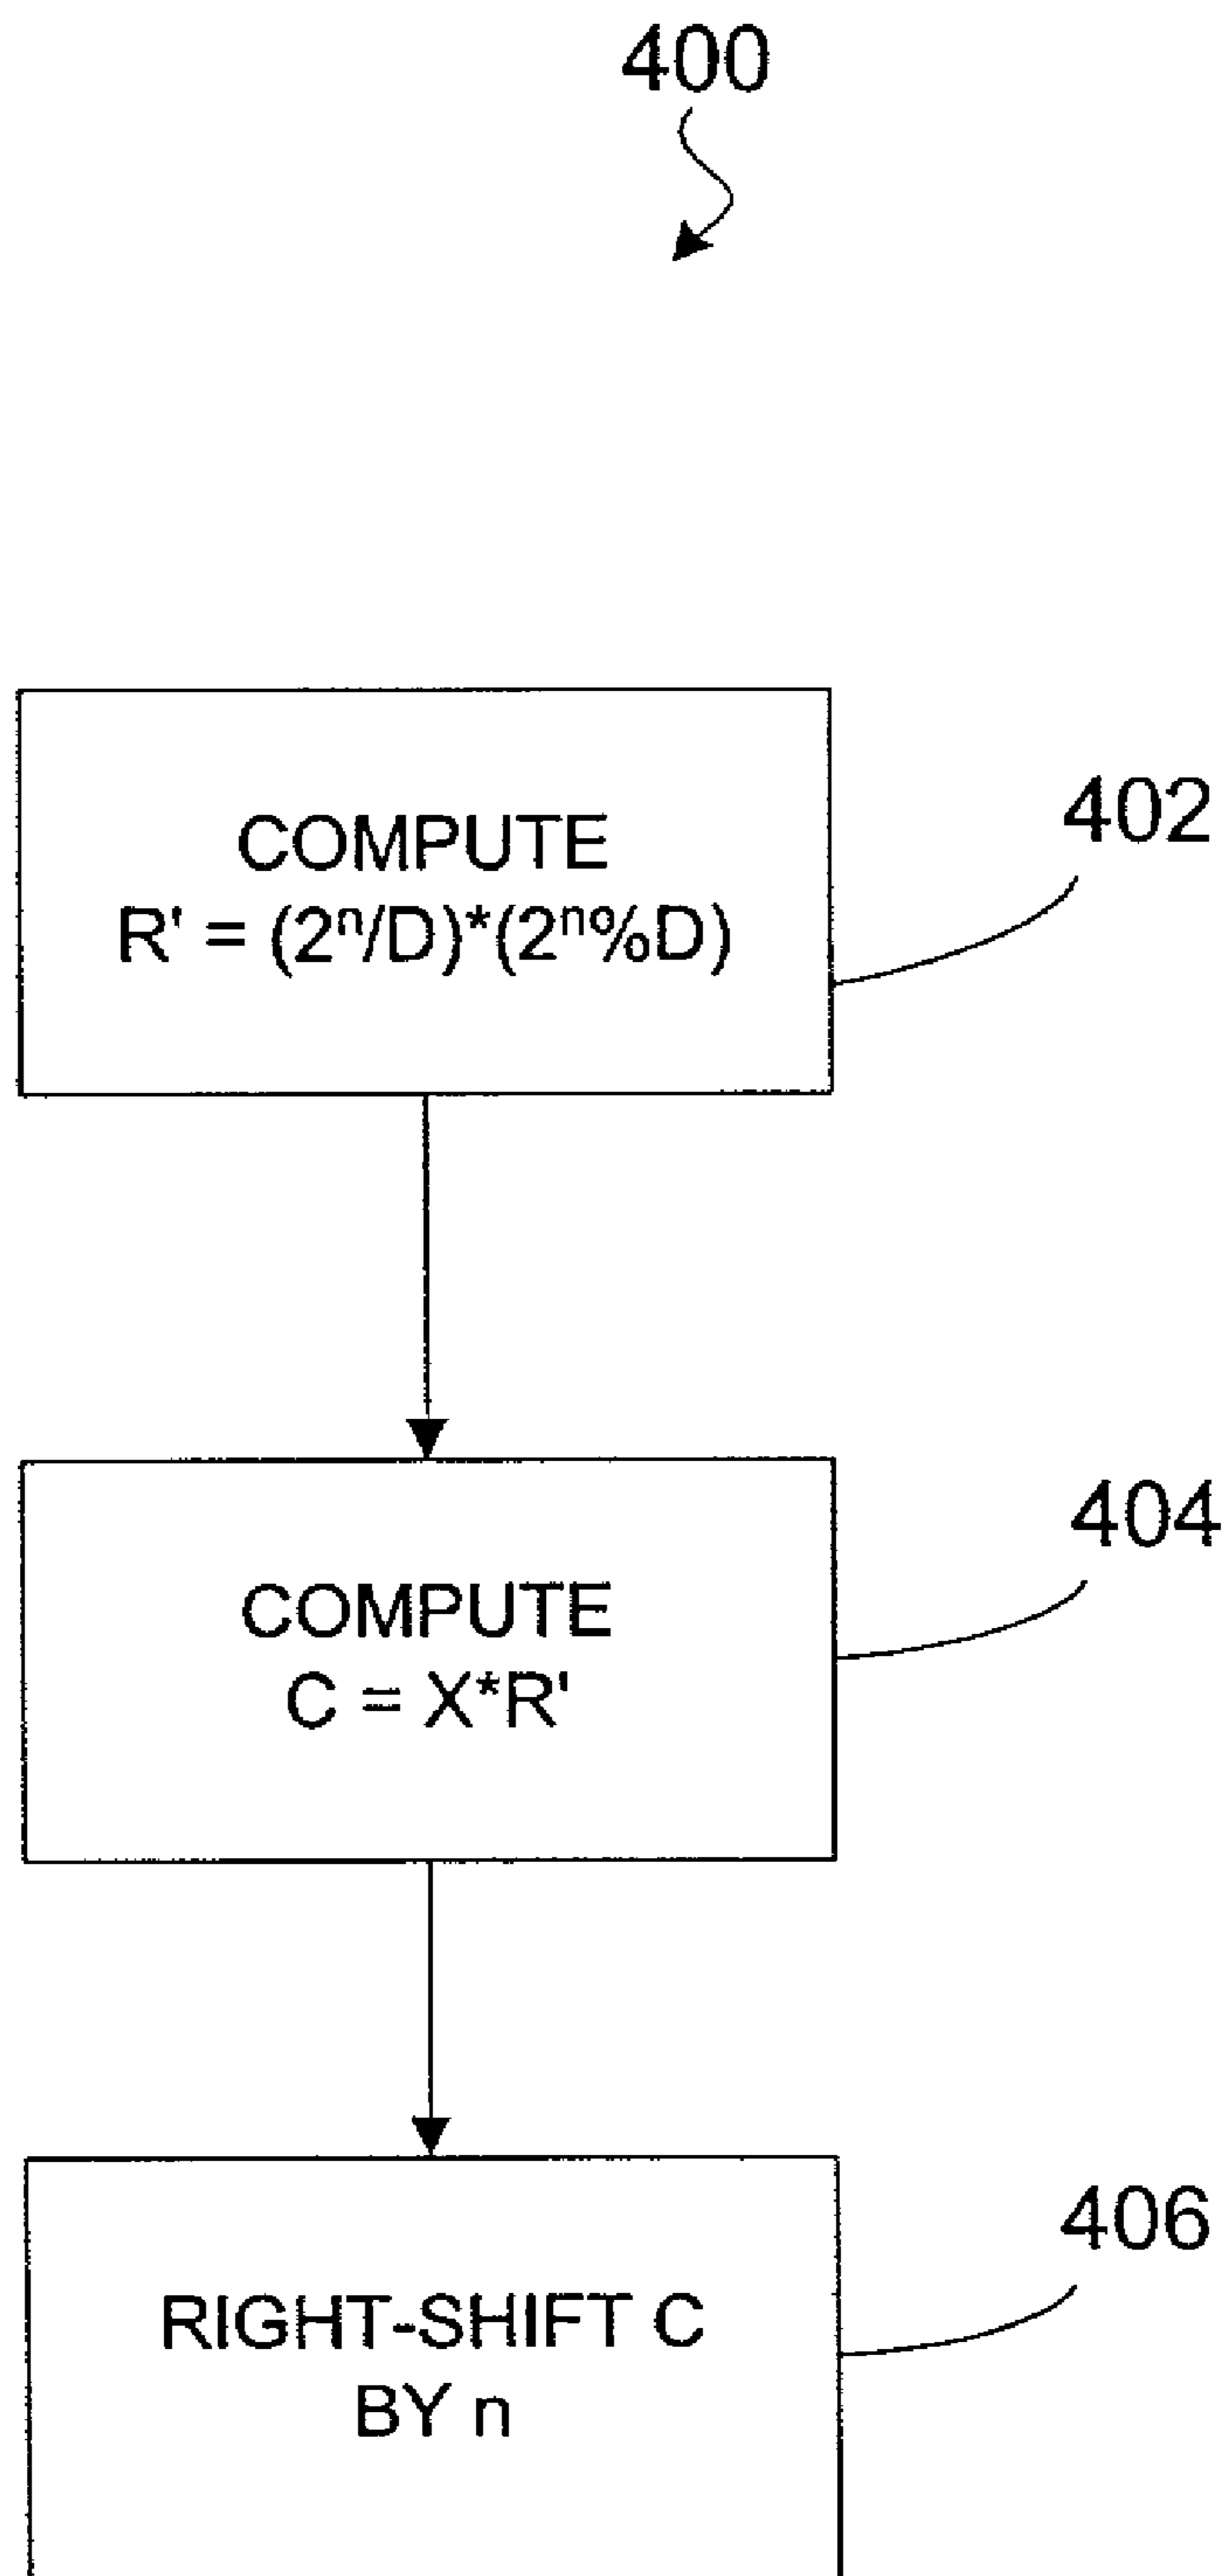 400
COMPUTE
R' = (2ⁿ/D)*(2ⁿ%D)
402
COMPUTE
C = X*R'
404
RIGHT-SHIFT C
BY n
406